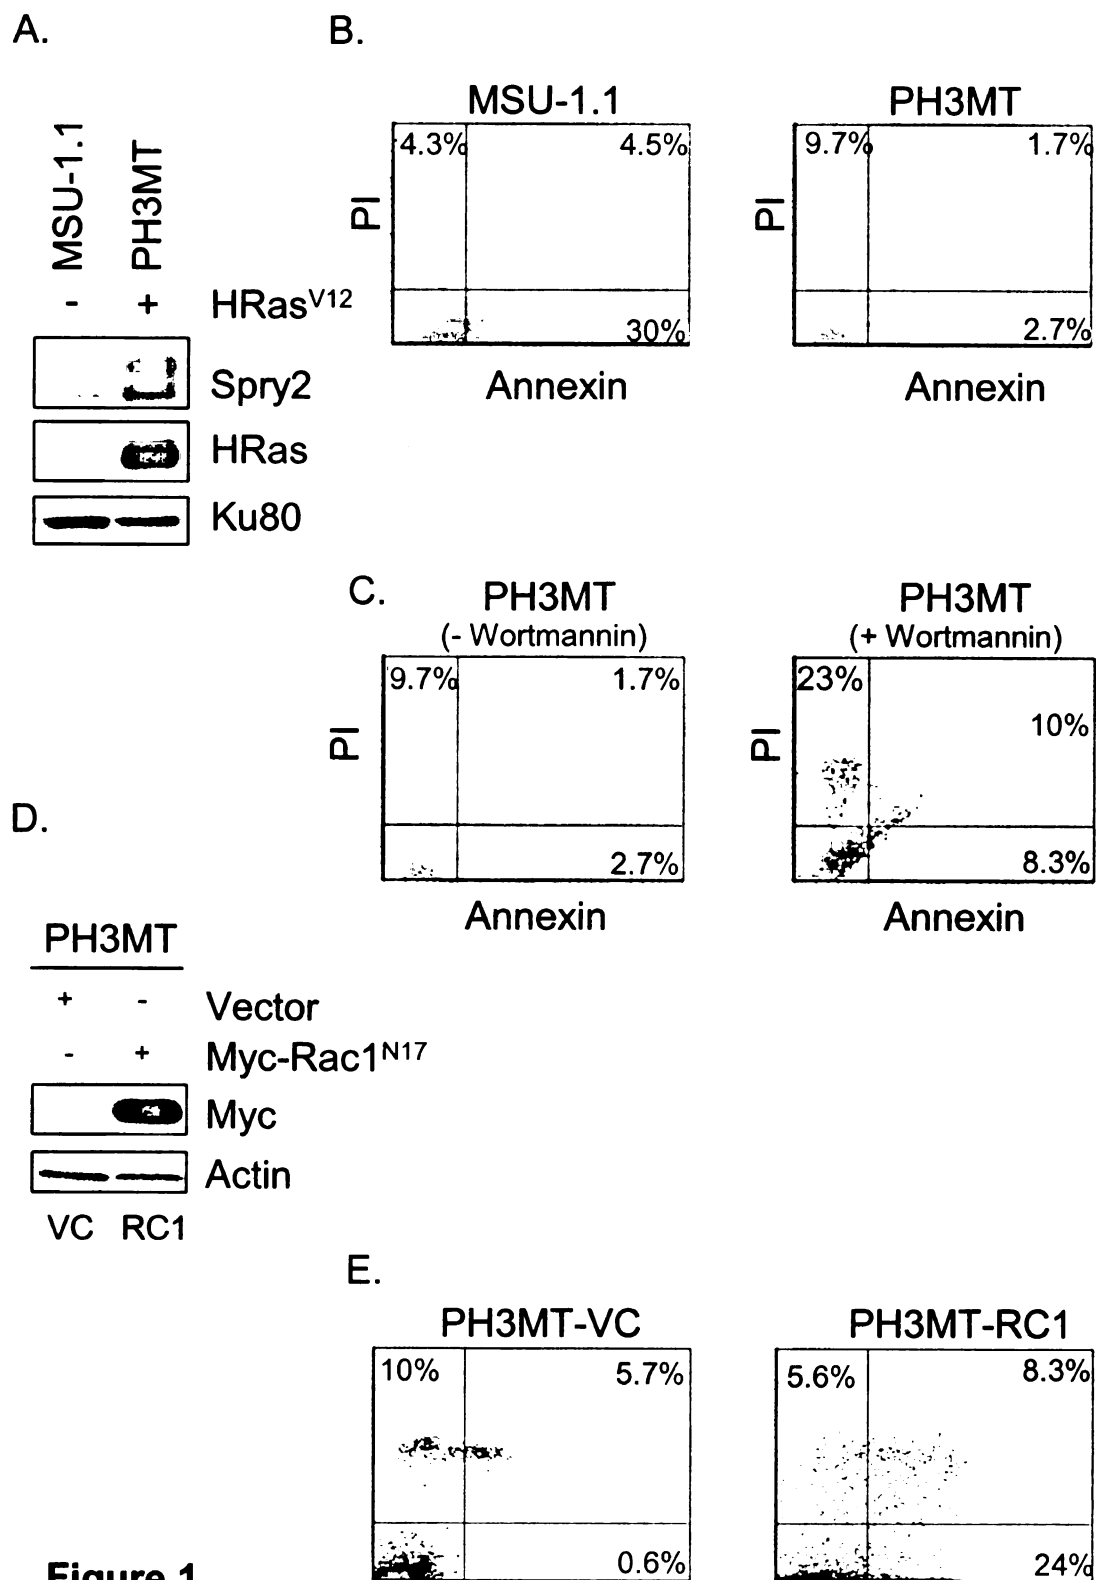 A.
B.
MSU-1.1
PH3MT
- + HRasV12
Spry2
HRas
Ku80
MSU-1.1
4.3% 4.5%
30%
PI
Annexin
PH3MT
9.7% 1.7%
2.7%
PI
Annexin
C.
PH3MT
(- Wortmannin)
9.7% 1.7%
2.7%
PI
Annexin
PH3MT
(+ Wortmannin)
23%
10%
8.3%
PI
Annexin
D.
PH3MT
+ - Vector
- + Myc-Rac1N17
Myc
Actin
VC RC1
E.
PH3MT-VC
10% 5.7%
0.6%
PH3MT-RC1
5.6% 8.3%
24%
Figure 1